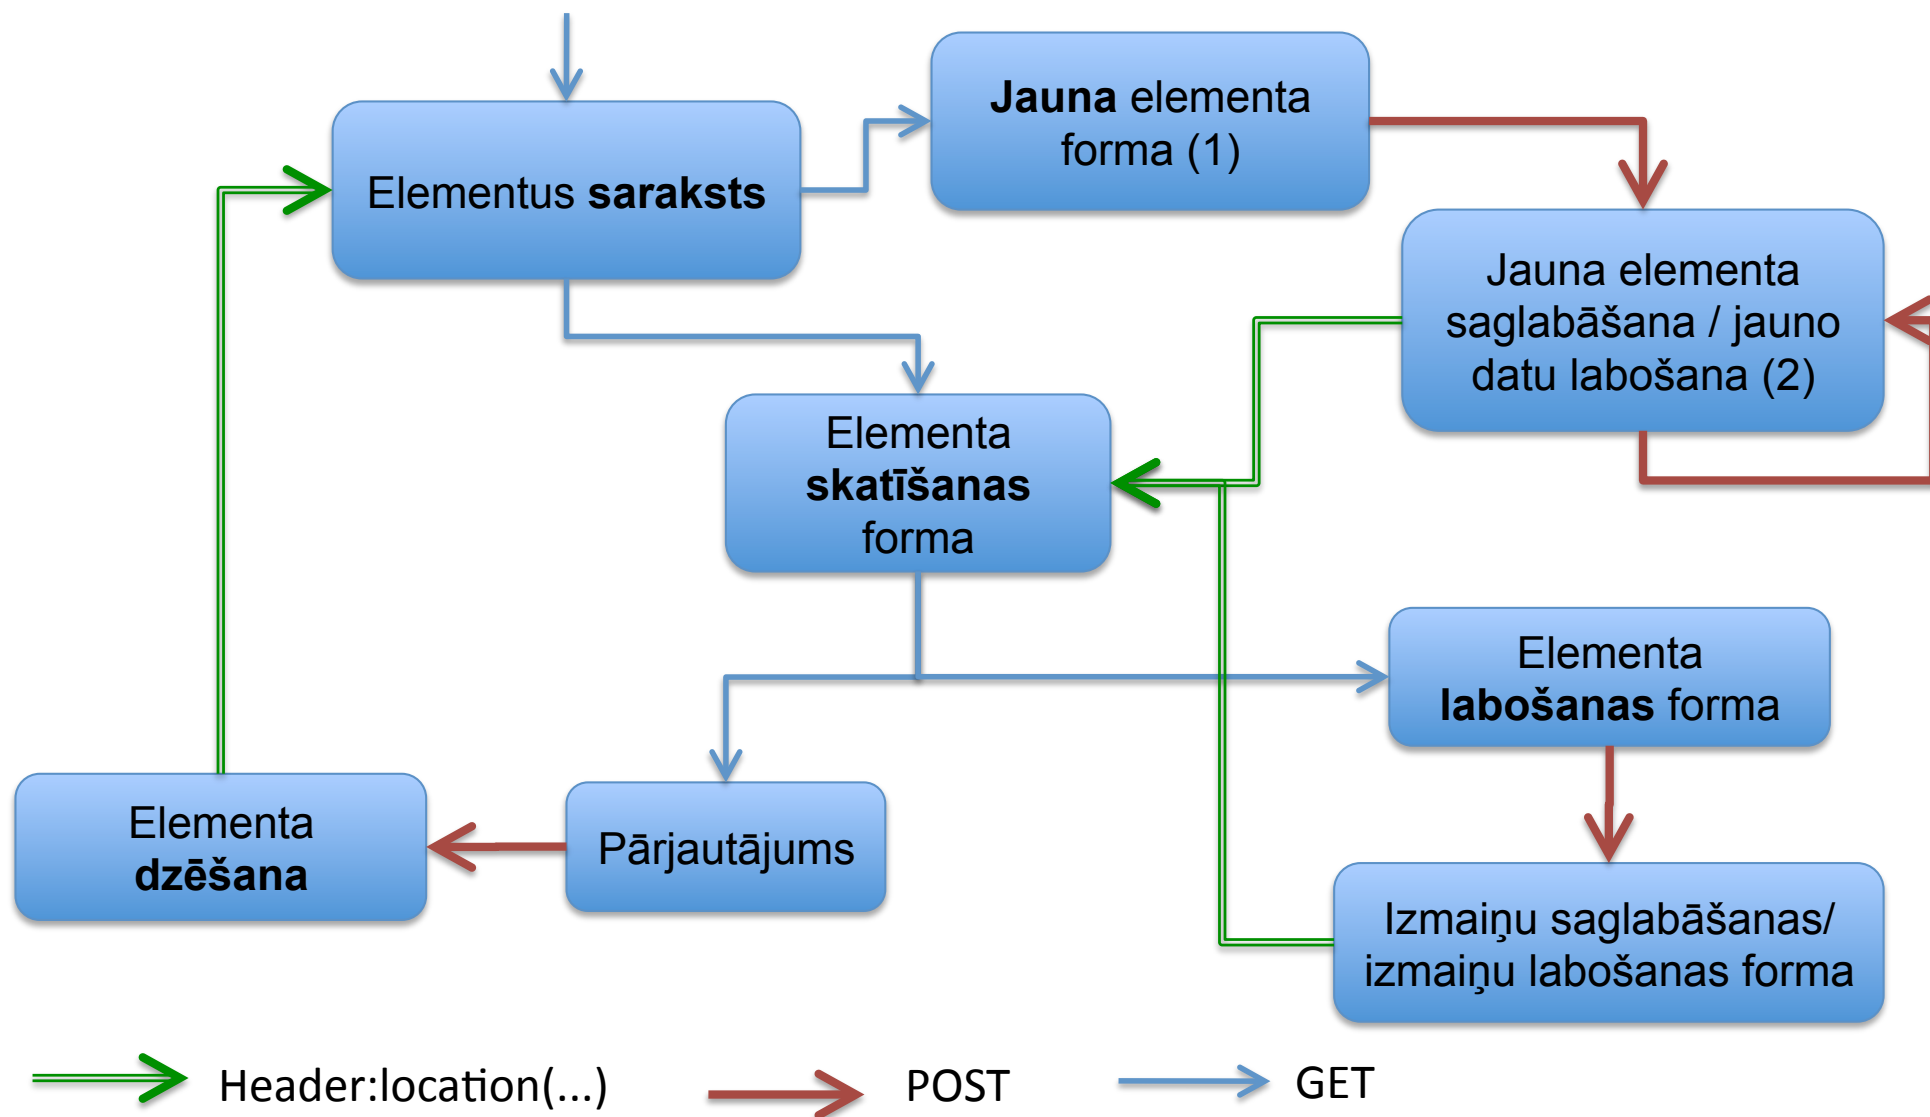 Jauna elementa
forma (1)
Elementus saraksts
Jauna elementa
saglabāšana / jauno
datu labošana (2)
Elementa
skatīšanas
forma
Elementa
labošanas forma
Elementa
dzēšana
Pārjautājums
Izmaiņu saglabāšanas/
izmaiņu labošanas forma
Header:location(...)
POST
GET